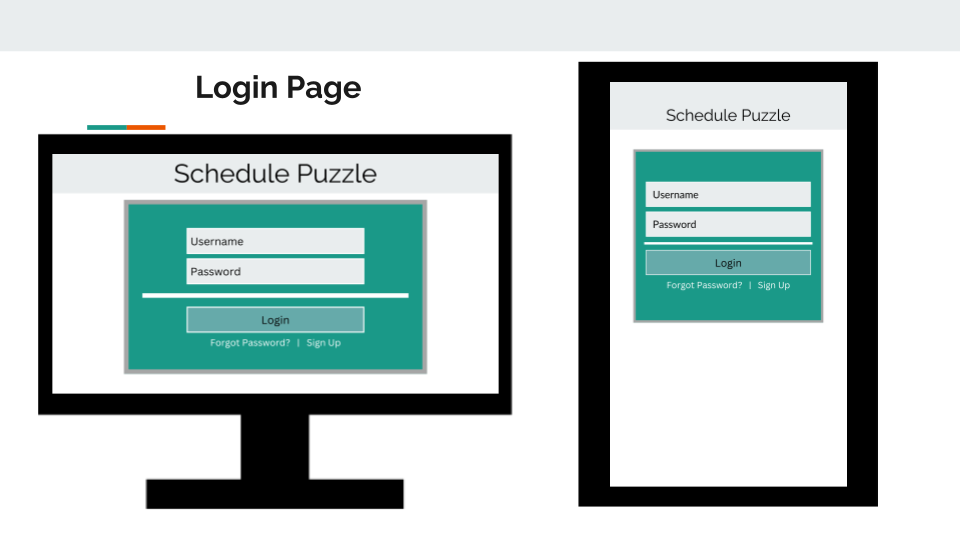 Login Page
Schedule Puzzle
Username
Password
Login
Forgot Password? | Sign Up
Schedule Puzzle
Username
Password
Login
Forgot Password? | Sign Up